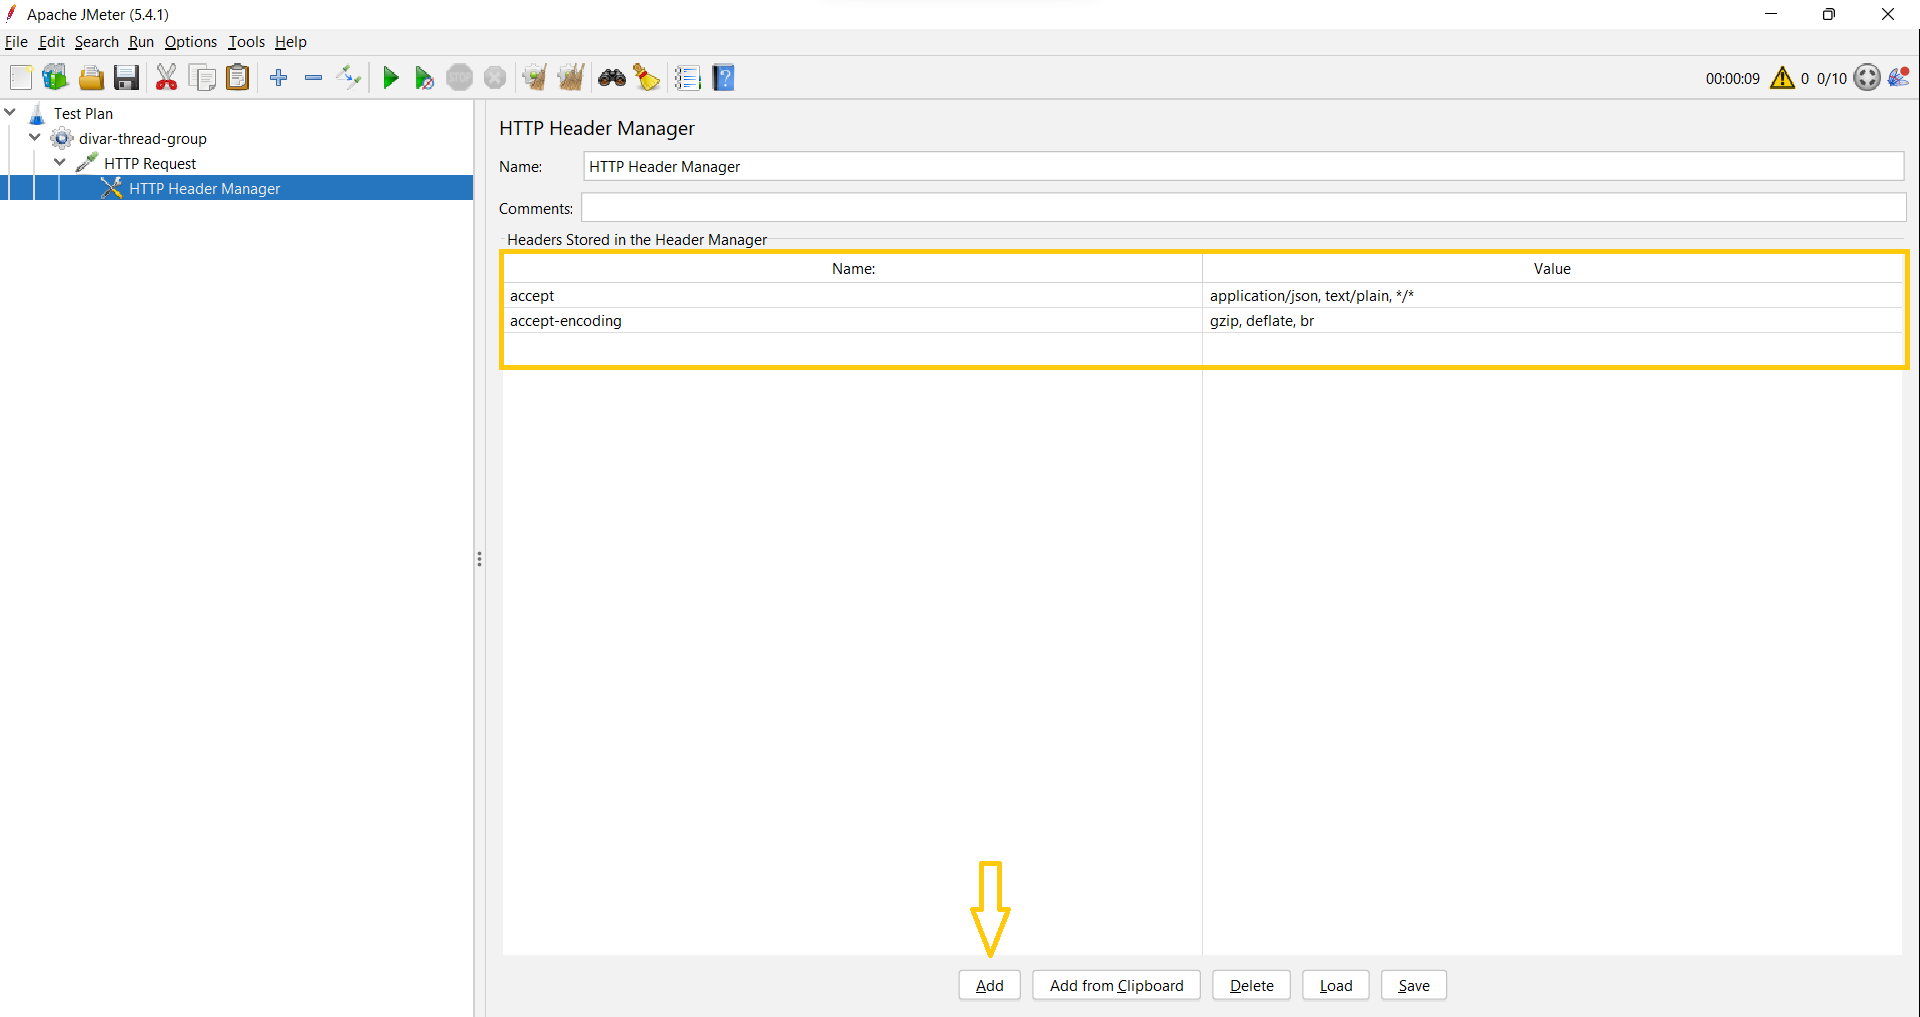 Apache JMeter (5.4.1)
File Edit Search Run Options Tools Help
STOP
00:00:09 0 0/10
Test Plan
divar-thread-group
HTTP Request
HTTP Header Manager
HTTP Header Manager
Name: HTTP Header Manager
Comments:
Headers Stored in the Header Manager
Name: Value
accept application/json, text/plain, */*
accept-encoding gzip, deflate, br
Add Add from Clipboard Delete Load Save